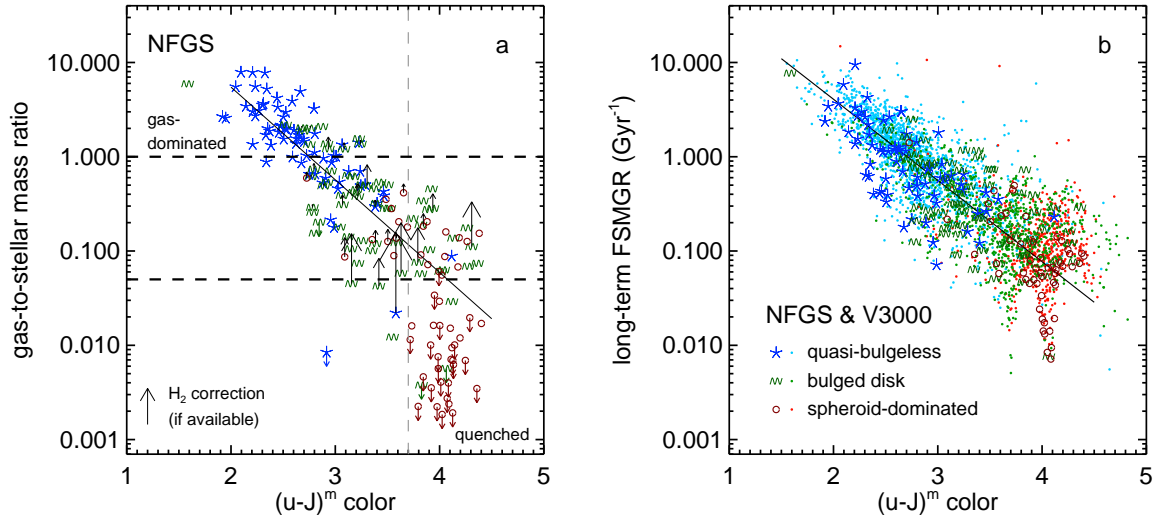 NFGS
a
10.000
1.000
0.100
0.010
0.001
gas-to-stellar mass ratio
gas-
dominated
H2 correction
(if available)
quenched
1 2 3 4 5
(u-J)^m color
b
10.000
1.000
0.100
0.010
0.001
long-term FSMGR (Gyr^-1)
NFGS & V3000
quasi-bulgeless
bulged disk
spheroid-dominated
1 2 3 4 5
(u-J)^m color